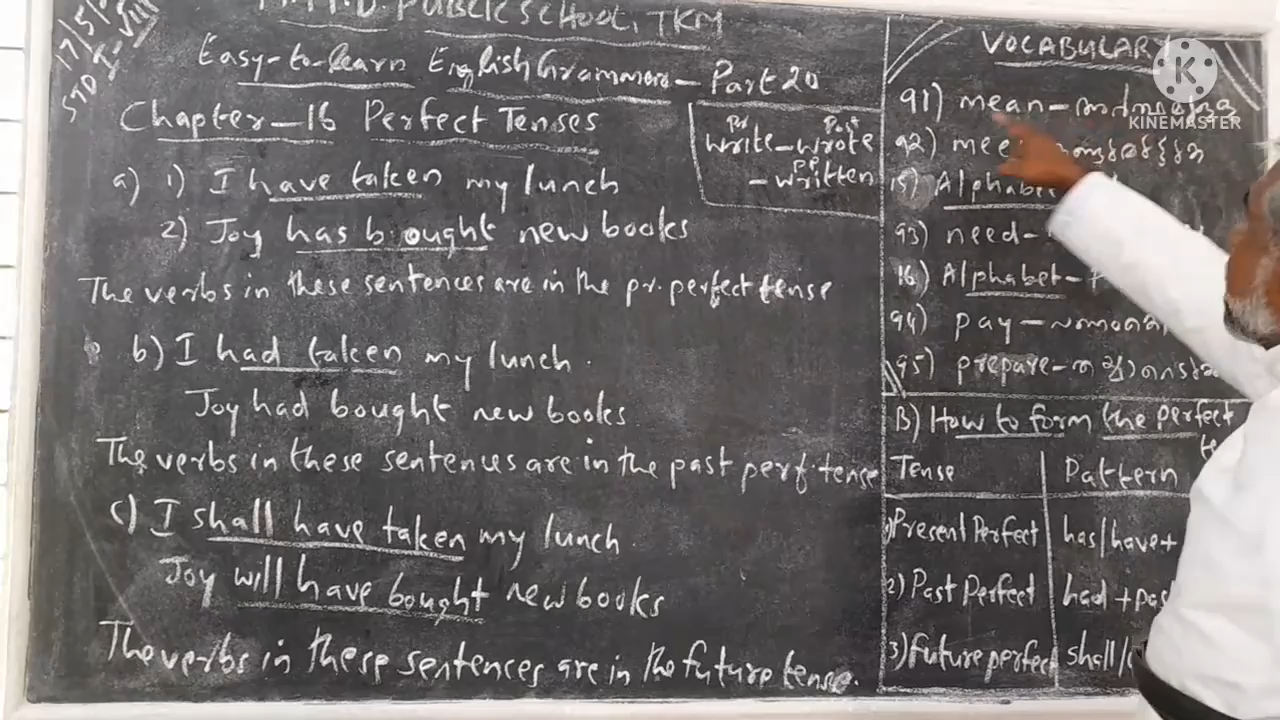 PUBLIC SCHOOL, TKM
17/5/
STD V-VIII
Easy-to-learn English Grammar - Part 20
Chapter-16 Perfect Tenses
Pr Past
write-wrote
PP
-written
a) 1) I have taken my lunch
2) Joy has bought new books
The verbs in these sentences are in the pr. perfect tense
b) I had taken my lunch.
Joy had bought new books
The verbs in these sentences are in the past perf. tense
c) I shall have taken my lunch
Joy will have bought new books
The verbs in these sentences are in the future tense.
VOCABULARY
91) mean-
92)
15) Alphabet
93) need-
16) Alphabet-
94) pay-
95) prepare-
B) How to form the perfect
Tense Pattern
1) Present Perfect has/have+
2) Past Perfect had + pas
3) Future perfect shall/
KINEMASTER